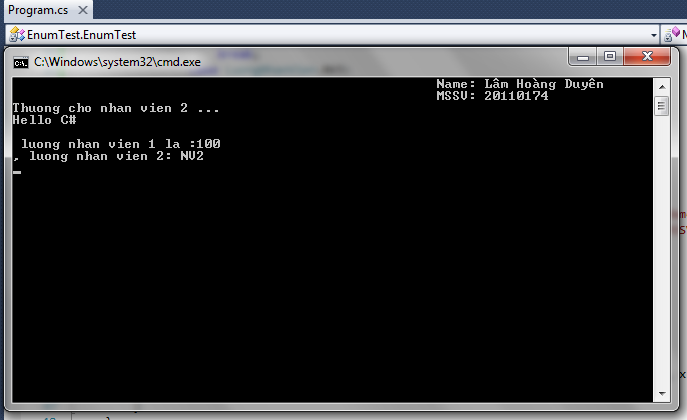 Program.cs
EnumTest.EnumTest
C:\Windows\system32\cmd.exe
Name: Lâm Hoàng Duyên
MSSV: 20110174
Thuong cho nhan vien 2 ...
Hello C#
luong nhan vien 1 la :100
, luong nhan vien 2: NV2